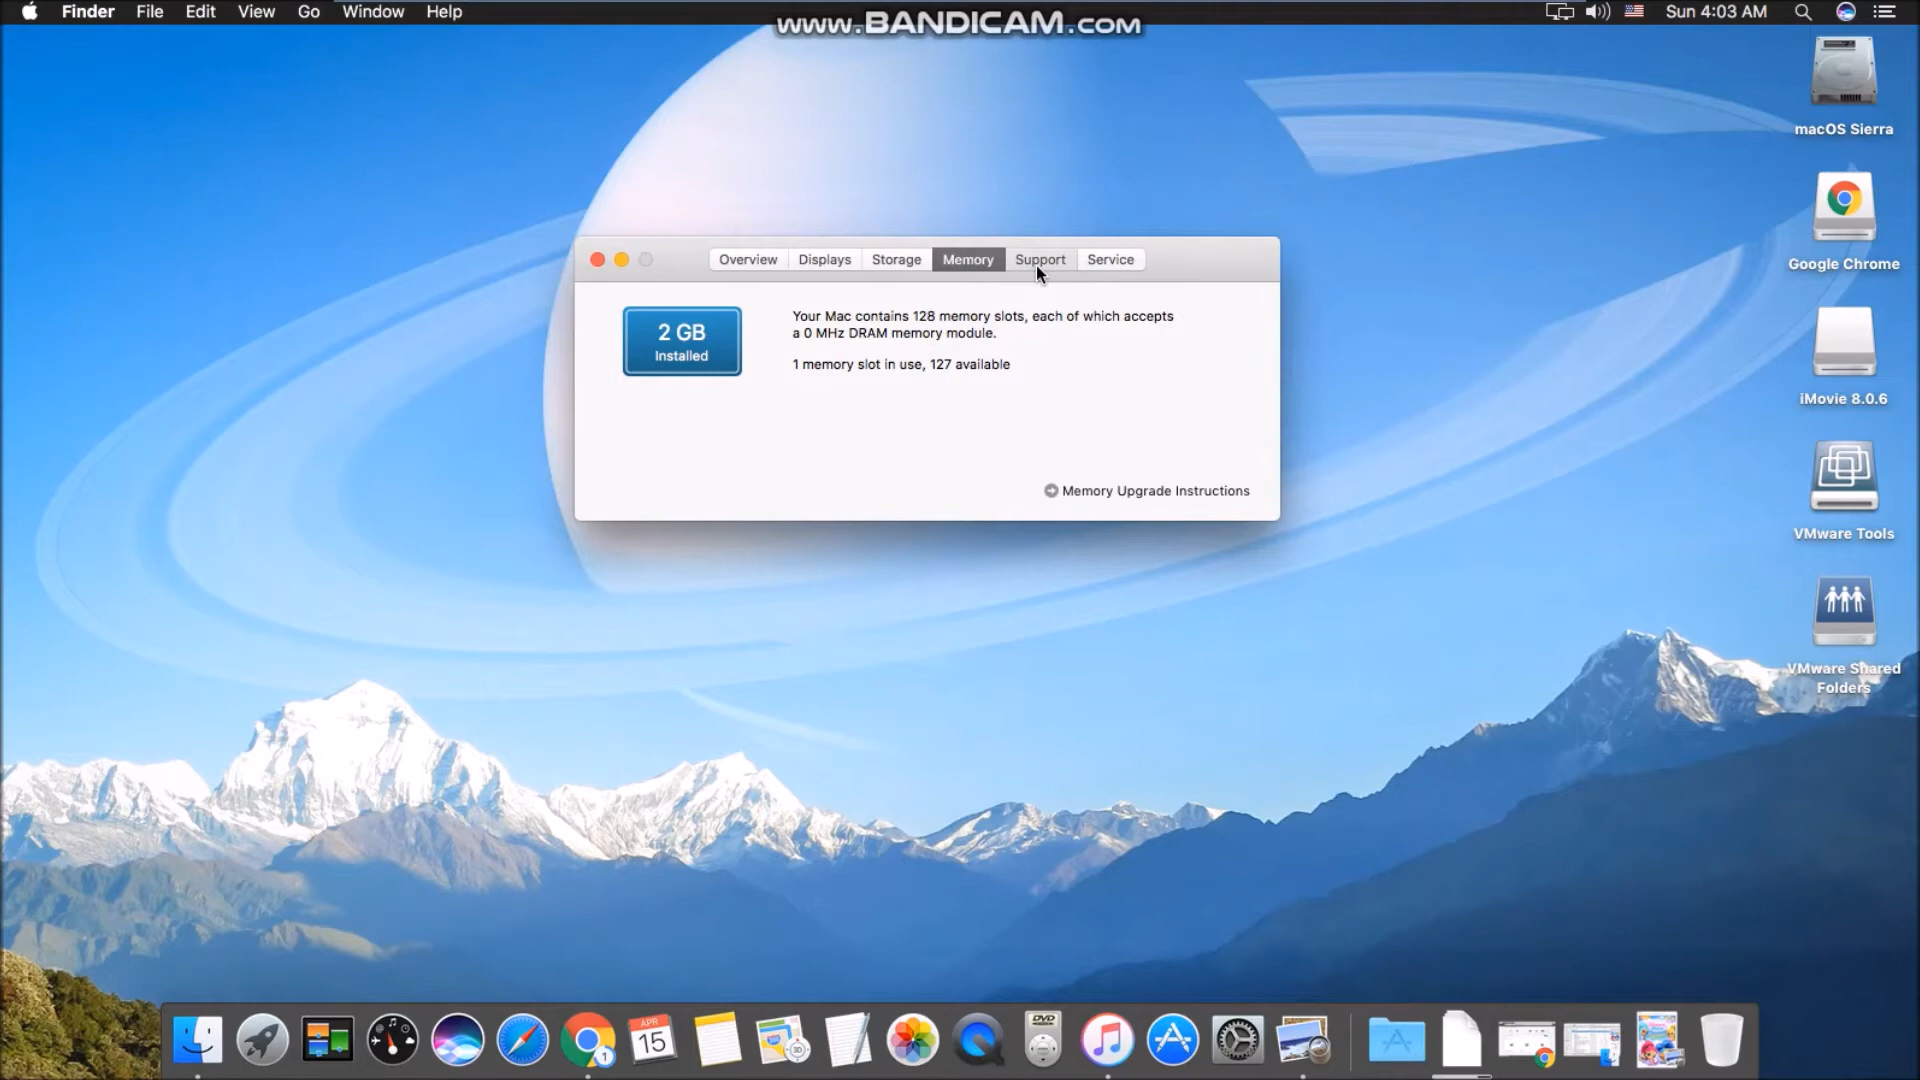 Finder File Edit View Go Window Help
Sun 4:03 AM
www.BANDICAM.com
macOS Sierra
Google Chrome
iMovie 8.0.6
VMware Tools
VMware Shared
Folders
Overview Displays Storage Memory Support Service
2 GB
Installed
Your Mac contains 128 memory slots, each of which accepts
a 0 MHz DRAM memory module.
1 memory slot in use, 127 available
Memory Upgrade Instructions
APR
15
1
3D
DVD